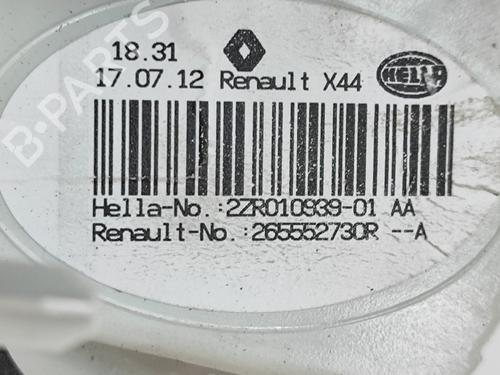 18.31
17.07.12 Renault X44 HELLA
Hella-No.:2ZR010939-01 AA
Renault-No.:265552730R --A
B-PARTS